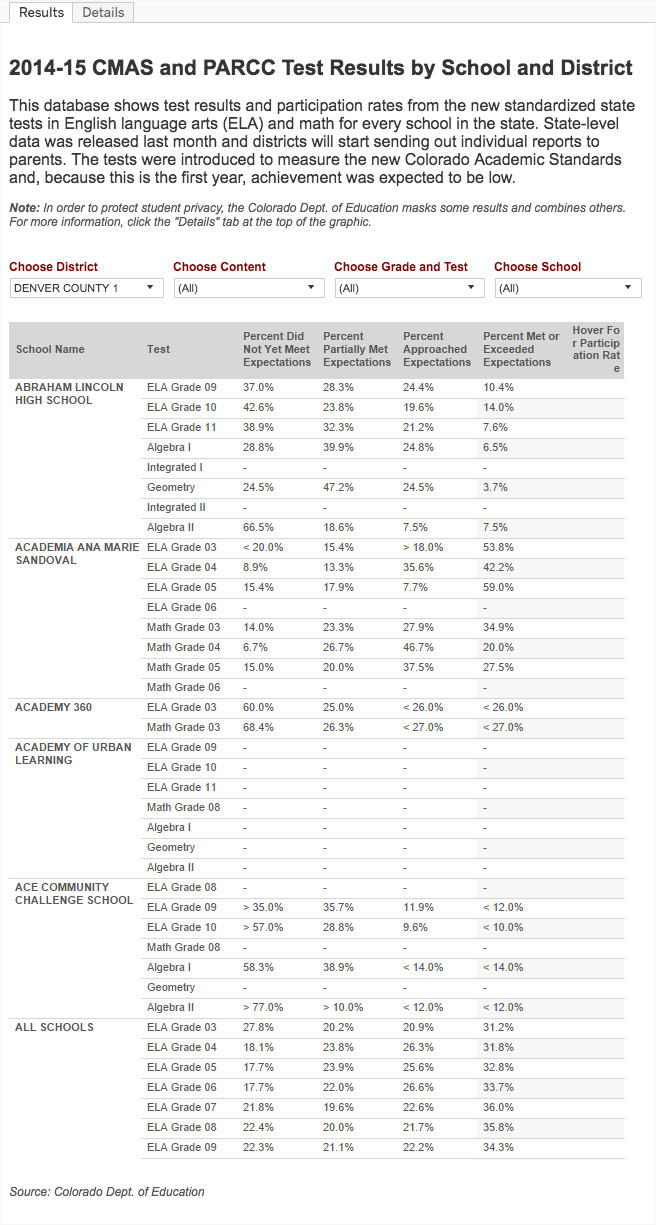 Results Details
2014-15 CMAS and PARCC Test Results by School and District
This database shows test results and participation rates from the new standardized state
tests in English language arts (ELA) and math for every school in the state. State-level
data was released last month and districts will start sending out individual reports to
parents. The tests were introduced to measure the new Colorado Academic Standards
and, because this is the first year, achievement was expected to be low.
Note: In order to protect student privacy, the Colorado Dept. of Education masks some results and combines others.
For more information, click the "Details" tab at the top of the graphic.
Choose District Choose Content Choose Grade and Test Choose School
DENVER COUNTY 1 (All) (All) (All)
School Name Test Percent Did Not Yet Meet Expectations Percent Partially Met Expectations Percent Approached Expectations Percent Met or Exceeded Expectations Hover Fo r Particip ation Rat e
ABRAHAM LINCOLN HIGH SCHOOL ELA Grade 09 37.0% 28.3% 24.4% 10.4%
ELA Grade 10 42.6% 23.8% 19.6% 14.0%
ELA Grade 11 38.9% 32.3% 21.2% 7.6%
Algebra I 28.8% 39.9% 24.8% 6.5%
Integrated I - - - -
Geometry 24.5% 47.2% 24.5% 3.7%
Integrated II - - - -
Algebra II 66.5% 18.6% 7.5% 7.5%
ACADEMIA ANA MARIE SANDOVAL ELA Grade 03 < 20.0% 15.4% > 18.0% 53.8%
ELA Grade 04 8.9% 13.3% 35.6% 42.2%
ELA Grade 05 15.4% 17.9% 7.7% 59.0%
ELA Grade 06 - - - -
Math Grade 03 14.0% 23.3% 27.9% 34.9%
Math Grade 04 6.7% 26.7% 46.7% 20.0%
Math Grade 05 15.0% 20.0% 37.5% 27.5%
Math Grade 06 - - - -
ACADEMY 360 ELA Grade 03 60.0% 25.0% < 26.0% < 26.0%
Math Grade 03 68.4% 26.3% < 27.0% < 27.0%
ACADEMY OF URBAN LEARNING ELA Grade 09 - - - -
ELA Grade 10 - - - -
ELA Grade 11 - - - -
Math Grade 08 - - - -
Algebra I - - - -
Geometry - - - -
Algebra II - - - -
ACE COMMUNITY CHALLENGE SCHOOL ELA Grade 08 - - - -
ELA Grade 09 > 35.0% 35.7% 11.9% < 12.0%
ELA Grade 10 > 57.0% 28.8% 9.6% < 10.0%
Math Grade 08 - - - -
Algebra I 58.3% 38.9% < 14.0% < 14.0%
Geometry - - - -
Algebra II > 77.0% > 10.0% < 12.0% < 12.0%
ALL SCHOOLS ELA Grade 03 27.8% 20.2% 20.9% 31.2%
ELA Grade 04 18.1% 23.8% 26.3% 31.8%
ELA Grade 05 17.7% 23.9% 25.6% 32.8%
ELA Grade 06 17.7% 22.0% 26.6% 33.7%
ELA Grade 07 21.8% 19.6% 22.6% 36.0%
ELA Grade 08 22.4% 20.0% 21.7% 35.8%
ELA Grade 09 22.3% 21.1% 22.2% 34.3%
Source: Colorado Dept. of Education